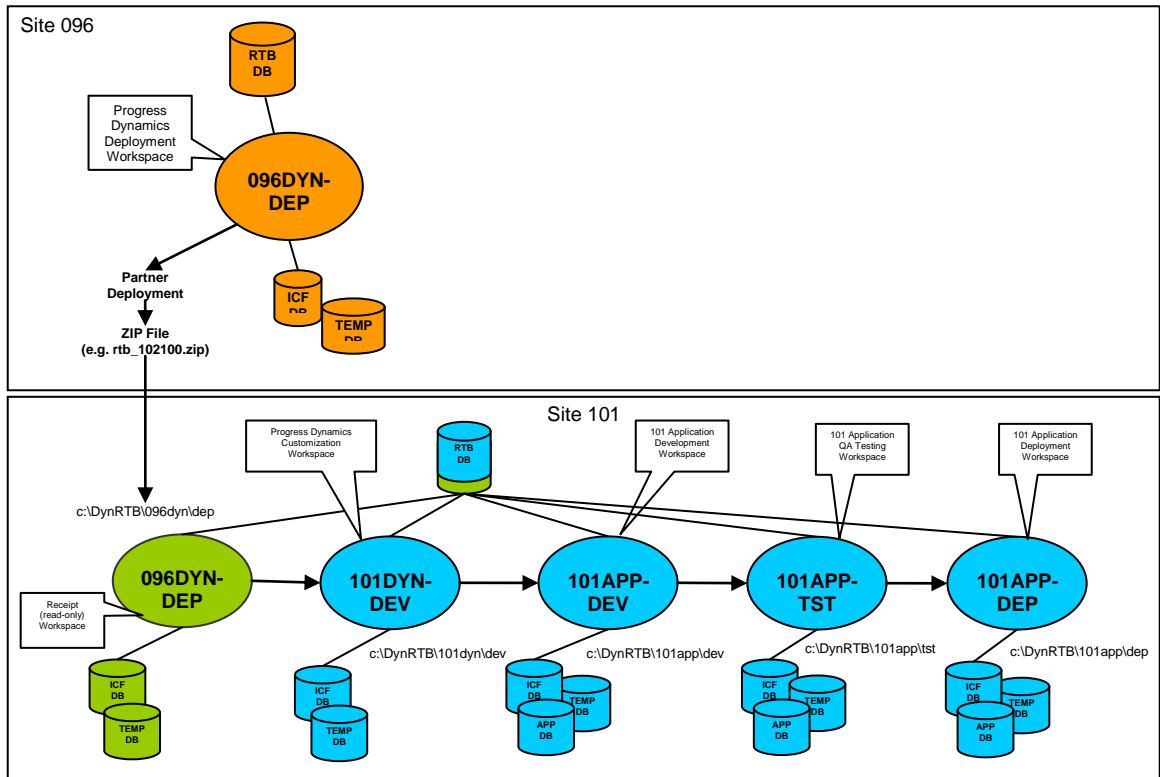 Site 096
RTB
DB
Progress
Dynamics
Deployment
Workspace
096DYN-
DEP
Partner
Deployment
ICF
DB
TEMP
DB
ZIP File
(e.g. rtb_102100.zip)
Site 101
Progress Dynamics
Customization
Workspace
RTB
DB
101 Application
Development
Workspace
101 Application
QA Testing
Workspace
101 Application
Deployment
Workspace
c:\DynRTB\096dyn\dep
096DYN-
DEP
101DYN-
DEV
101APP-
DEV
101APP-
TST
101APP-
DEP
Receipt
(read-only)
Workspace
c:\DynRTB\101dyn\dev
c:\DynRTB\101app\dev
c:\DynRTB\101app\tst
c:\DynRTB\101app\dep
ICF
DB
TEMP
DB
ICF
DB
TEMP
DB
ICF
DB
TEMP
DB
APP
DB
ICF
DB
TEMP
DB
APP
DB
ICF
DB
TEMP
DB
APP
DB